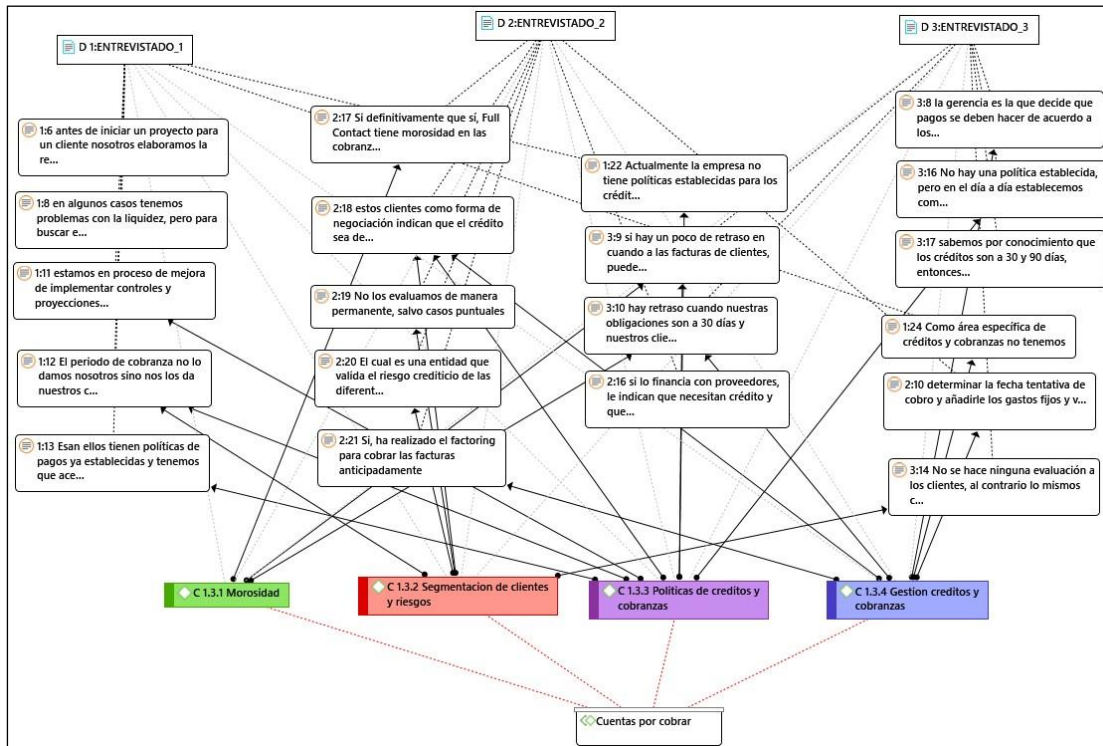 D 1:ENTREVISTADO_1
D 2:ENTREVISTADO_2
D 3:ENTREVISTADO_3
1:6 antes de iniciar un proyecto para
un cliente nosotros elaboramos la
re...
1:8 en algunos casos tenemos
problemas con la liquidez, pero para
buscar e...
1:11 estamos en proceso de mejora
de implementar controles y
proyecciones...
1:12 El periodo de cobranza no lo
damos nosotros sino nos los da
nuestros c...
1:13 Esan ellos tienen políticas de
pagos ya establecidas y tenemos
que ace...
2:17 Si definitivamente que sí, Full
Contact tiene morosidad en las
cobranz...
2:18 estos clientes como forma de
negociación indican que el crédito
sea de...
2:19 No los evaluamos de manera
permanente, salvo casos puntuales
2:20 El cual es una entidad que
valida el riesgo crediticio de las
diferent...
2:21 Si, ha realizado el factoring
para cobrar las facturas
anticipadamente
1:22 Actualmente la empresa no
tiene políticas establecidas para los
crédit...
3:9 si hay un poco de retraso en
cuando a las facturas de clientes,
puede...
3:10 hay retraso cuando nuestras
obligaciones son a 30 días y
nuestros clie...
2:16 si lo financia con proveedores,
le indican que necesitan crédito y
que...
3:8 la gerencia es la que decide que
pagos se deben hacer de acuerdo a
los...
3:16 No hay una política establecida,
pero en el día a día establecemos
com...
3:17 sabemos por conocimiento que
los créditos son a 30 y 90 días,
entonces...
1:24 Como área específica de
créditos y cobranzas no tenemos
2:10 determinar la fecha tentativa de
cobro y añadirle los gastos fijos y v...
3:14 No se hace ninguna evaluación a
los clientes, al contrario lo mismos
c...
C 1.3.1 Morosidad
C 1.3.2 Segmentacion de clientes
y riesgos
C 1.3.3 Políticas de creditos y
cobranzas
C 1.3.4 Gestion creditos y
cobranzas
Cuentas por cobrar